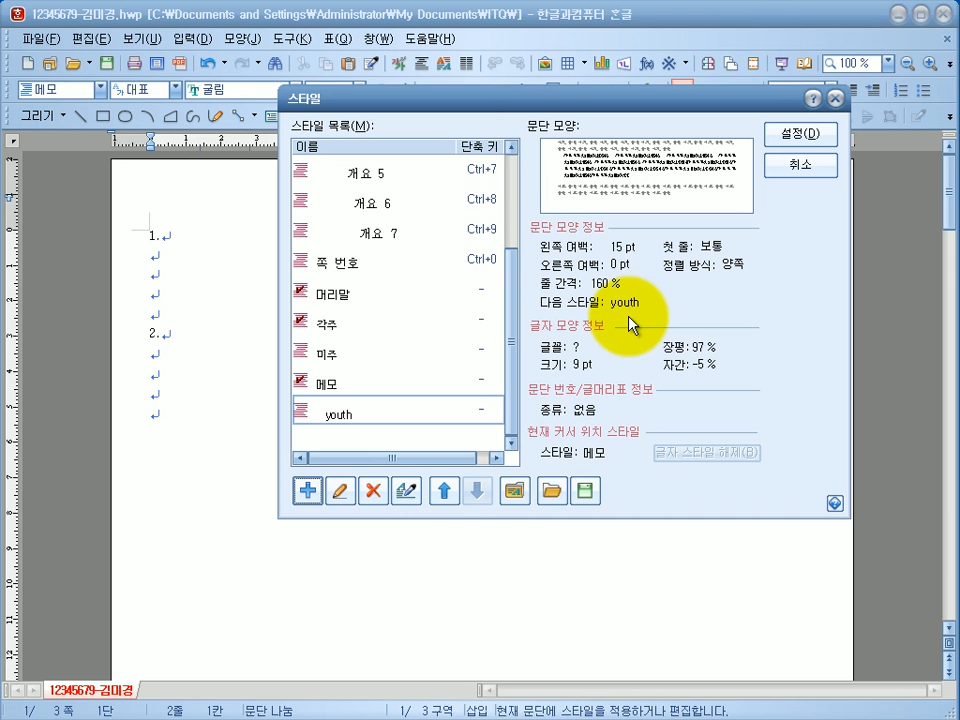 12345679-김미경.hwp [C:₩Documents and Settings₩Administrator₩My Documents₩ITQ₩] - 한글과컴퓨터 흔글
파일(F) 편집(E) 보기(U) 입력(D) 모양(J) 도구(K) 표(Q) 창(W) 도움말(H)
100 %
메모 대표 굴림
그리기
스타일
스타일 목록(M):
이름 단축 키
개요 5 Ctrl+7
개요 6 Ctrl+8
개요 7 Ctrl+9
쪽 번호 Ctrl+0
머리말 -
각주 -
미주 -
메모 -
youth -
문단 모양:
설정(D)
취소
문단 모양 정보
왼쪽 여백: 15 pt 첫 줄: 보통
오른쪽 여백: 0 pt 정렬 방식: 양쪽
줄 간격: 160 %
다음 스타일: youth
글자 모양 정보
글꼴: ? 장평: 97 %
크기: 9 pt 자간: -5 %
문단 번호/글머리표 정보
종류: 없음
현재 커서 위치 스타일
스타일: 메모 글자 스타일 해제(B)
1.
2.
12345679-김미경
1/ 3 쪽 1단 2줄 1칸 문단 나눔 1/ 3 구역 삽입 현재 문단에 스타일을 적용하거나 편집합니다.